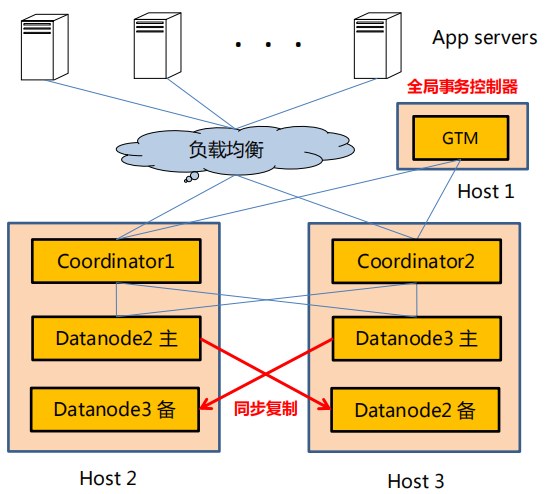 App servers
全局事务控制器
GTM
负载均衡
Host 1
Coordinator1
Coordinator2
Datanode2 主
Datanode3 主
Datanode3 备
同步复制
Datanode2 备
Host 2
Host 3